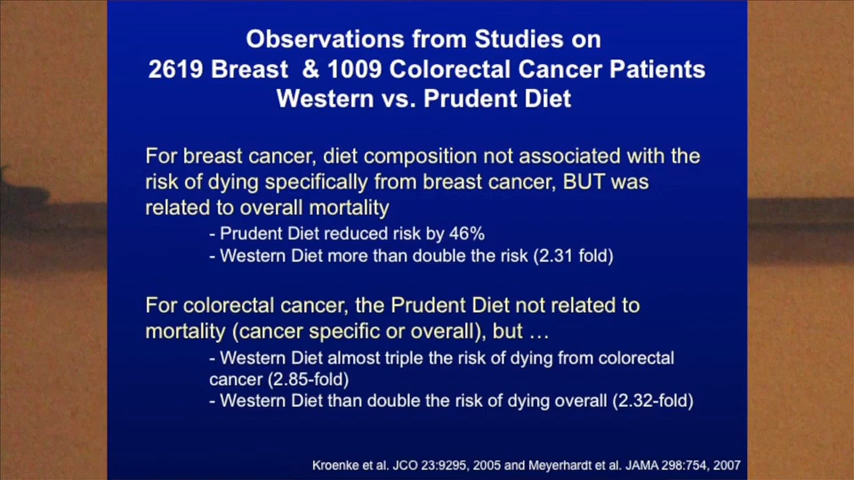 Observations from Studies on
2619 Breast & 1009 Colorectal Cancer Patients
Western vs. Prudent Diet
For breast cancer, diet composition not associated with the
risk of dying specifically from breast cancer, BUT was
related to overall mortality
- Prudent Diet reduced risk by 46%
- Western Diet more than double the risk (2.31 fold)
For colorectal cancer, the Prudent Diet not related to
mortality (cancer specific or overall), but …
- Western Diet almost triple the risk of dying from colorectal
cancer (2.85-fold)
- Western Diet than double the risk of dying overall (2.32-fold)
Kroenke et al. JCO 23:9295, 2005 and Meyerhardt et al. JAMA 298:754, 2007